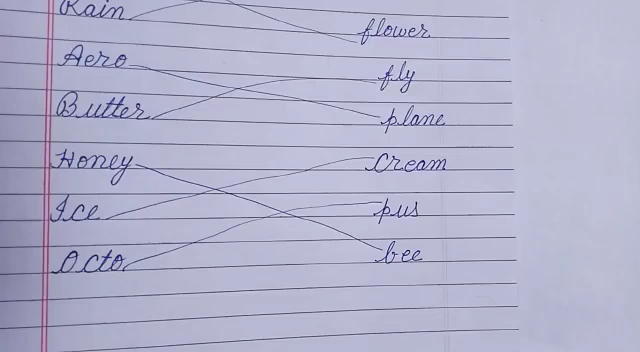 Rain
flower
Aero fly
Butter plane
Honey Cream
Ice pus
Octo bee